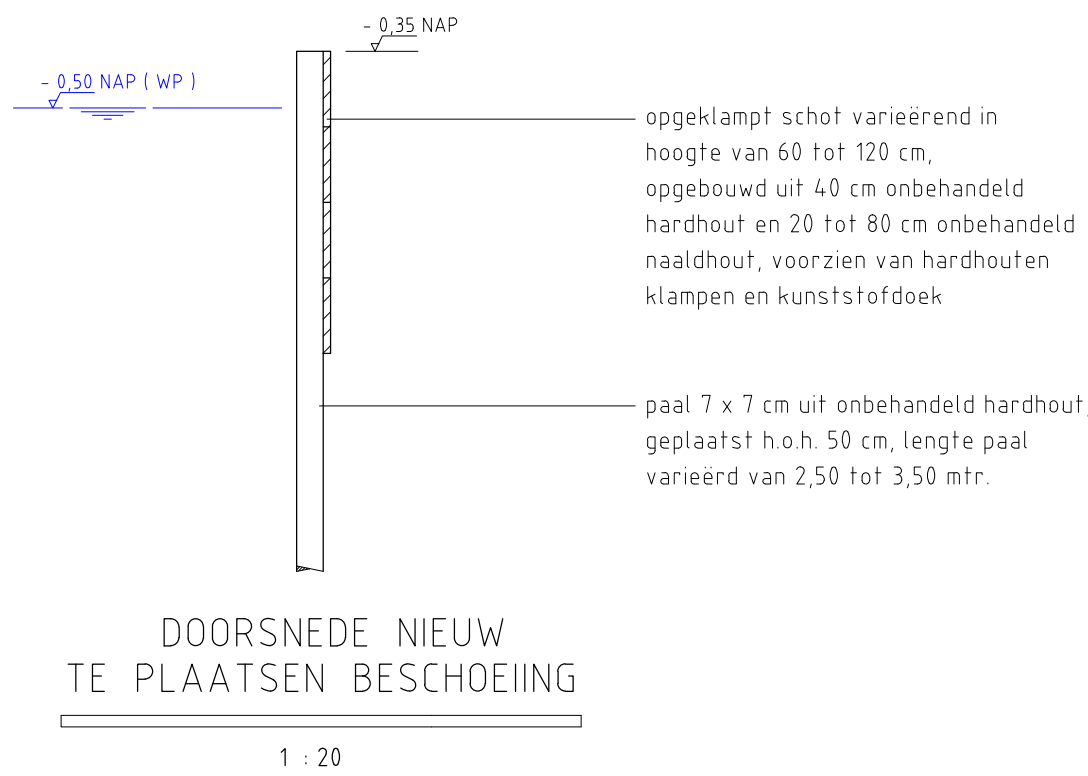 - 0,35 NAP
- 0,50 NAP ( WP )
opgeklampt schot varieërend in
hoogte van 60 tot 120 cm,
opgebouwd uit 40 cm onbehandeld
hardhout en 20 tot 80 cm onbehandeld
naaldhout, voorzien van hardhouten
klampen en kunststofdoek
paal 7 x 7 cm uit onbehandeld hardhout,
geplaatst h.o.h. 50 cm, lengte paal
varieërd van 2,50 tot 3,50 mtr.
DOORSNEDE NIEUW
TE PLAATSEN BESCHOEIING
1 : 20